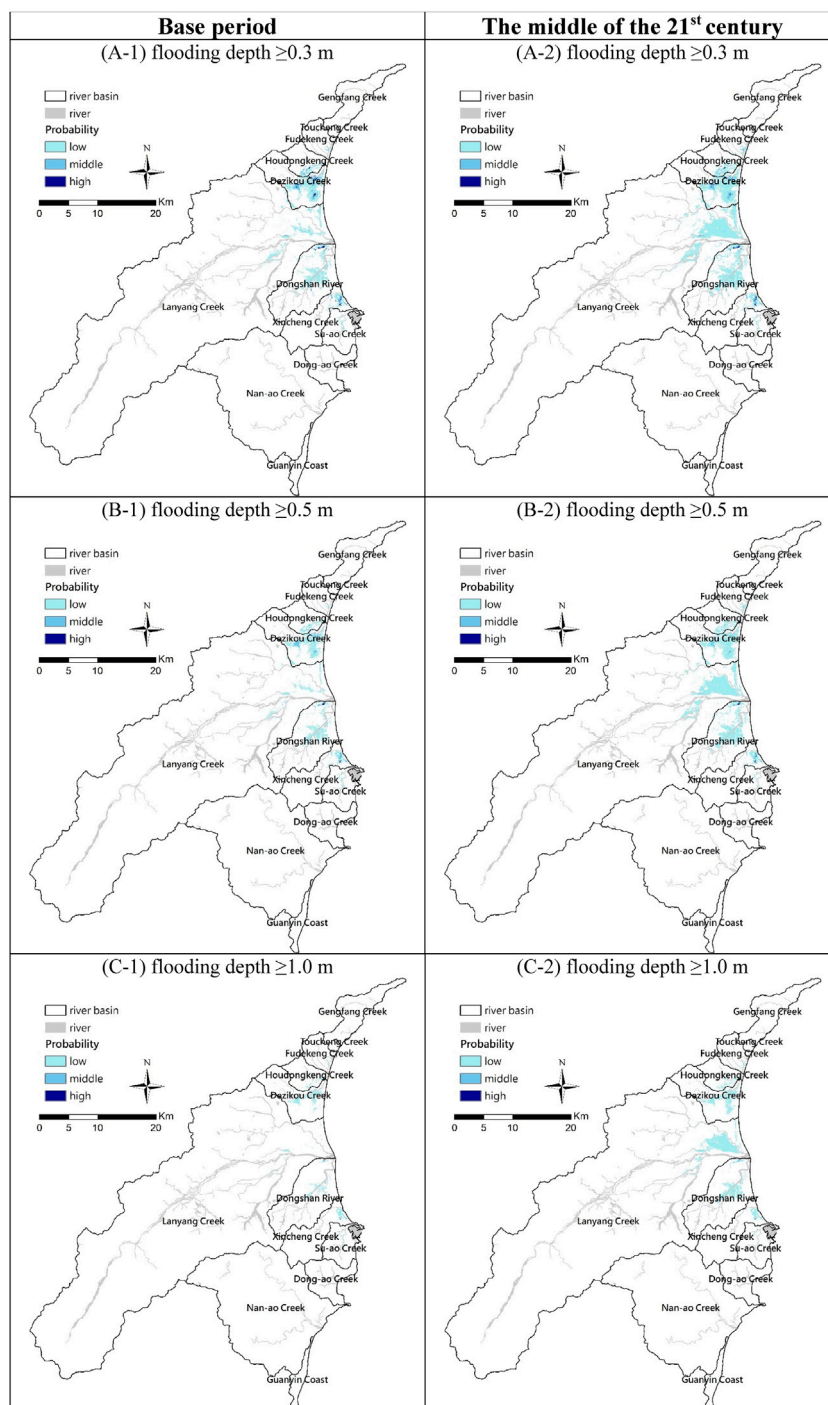 Base period
The middle of the 21st century
(A-1) flooding depth ≥0.3 m
river basin
river
Probability
low
middle
high
N
0 5 10 20 Km
Gengfang Creek
Toucheng Creek
Fudekeng Creek
Houdongkeng Creek
Dezikou Creek
Dongshan River
Lanyang Creek
Xincheng Creek
Su-ao Creek
Dong-ao Creek
Nan-ao Creek
Guanyin Coast
(A-2) flooding depth ≥0.3 m
river basin
river
Probability
low
middle
high
N
0 5 10 20 Km
Gengfang Creek
Toucheng Creek
Fudekeng Creek
Houdongkeng Creek
Dezikou Creek
Dongshan River
Lanyang Creek
Xincheng Creek
Su-ao Creek
Dong-ao Creek
Nan-ao Creek
Guanyin Coast
(B-1) flooding depth ≥0.5 m
river basin
river
Probability
low
middle
high
N
0 5 10 20 Km
Gengfang Creek
Toucheng Creek
Fudekeng Creek
Houdongkeng Creek
Dezikou Creek
Dongshan River
Lanyang Creek
Xincheng Creek
Su-ao Creek
Dong-ao Creek
Nan-ao Creek
Guanyin Coast
(B-2) flooding depth ≥0.5 m
river basin
river
Probability
low
middle
high
N
0 5 10 20 Km
Gengfang Creek
Toucheng Creek
Fudekeng Creek
Houdongkeng Creek
Dezikou Creek
Dongshan River
Lanyang Creek
Xincheng Creek
Su-ao Creek
Dong-ao Creek
Nan-ao Creek
Guanyin Coast
(C-1) flooding depth ≥1.0 m
river basin
river
Probability
low
middle
high
N
0 5 10 20 Km
Gengfang Creek
Toucheng Creek
Fudekeng Creek
Houdongkeng Creek
Dezikou Creek
Dongshan River
Lanyang Creek
Xincheng Creek
Su-ao Creek
Dong-ao Creek
Nan-ao Creek
Guanyin Coast
(C-2) flooding depth ≥1.0 m
river basin
river
Probability
low
middle
high
N
0 5 10 20 Km
Gengfang Creek
Toucheng Creek
Fudekeng Creek
Houdongkeng Creek
Dezikou Creek
Dongshan River
Lanyang Creek
Xincheng Creek
Su-ao Creek
Dong-ao Creek
Nan-ao Creek
Guanyin Coast